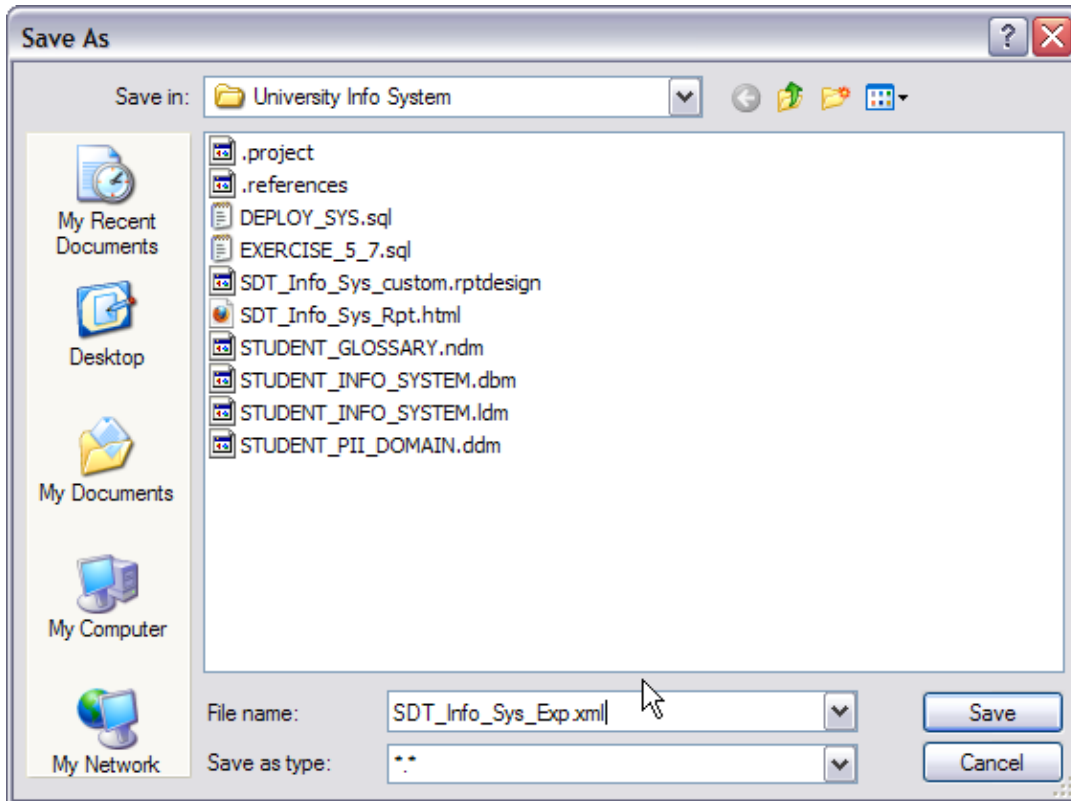 Save As
Save in:
University Info System
My Recent
Documents
Desktop
My Documents
My Computer
My Network
.project
.references
DEPLOY_SYS.sql
EXERCISE_5_7.sql
SDT_Info_Sys_custom.rptdesign
SDT_Info_Sys_Rpt.html
STUDENT_GLOSSARY.ndm
STUDENT_INFO_SYSTEM.dbm
STUDENT_INFO_SYSTEM.ldm
STUDENT_PII_DOMAIN.ddm
File name:
SDT_Info_Sys_Exp.xml
Save
Save as type:
*.*
Cancel